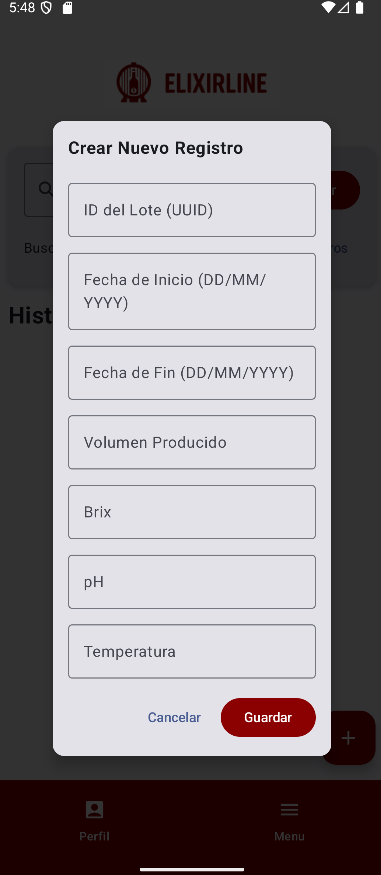 5:48
ELIXIRLINE
Crear Nuevo Registro
ID del Lote (UUID)
r
Busc
ros
Fecha de Inicio (DD/MM/
YYYY)
Hist
Fecha de Fin (DD/MM/YYYY)
Volumen Producido
Brix
pH
Temperatura
Cancelar
Guardar
Perfil
Menu